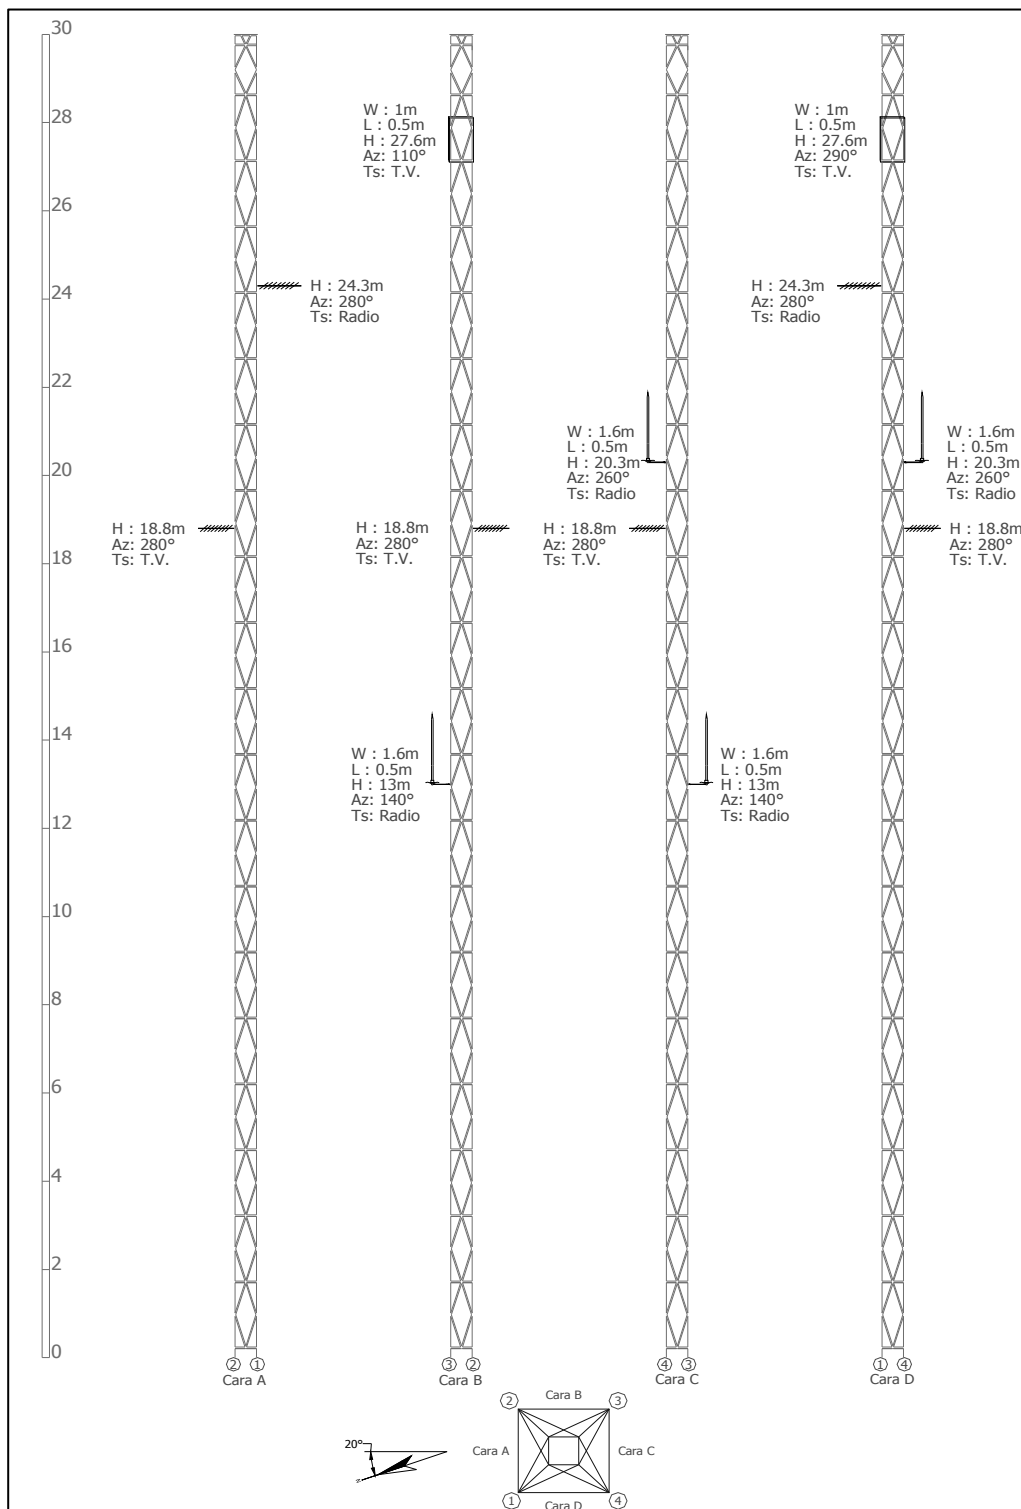 30
28
26
24
22
20
18
16
14
12
10
8
6
4
2
0
W : 1m
L : 0.5m
H : 27.6m
Az: 110°
Ts: T.V.
W : 1m
L : 0.5m
H : 27.6m
Az: 290°
Ts: T.V.
H : 24.3m
Az: 280°
Ts: Radio
H : 24.3m
Az: 280°
Ts: Radio
W : 1.6m
L : 0.5m
H : 20.3m
Az: 260°
Ts: Radio
W : 1.6m
L : 0.5m
H : 20.3m
Az: 260°
Ts: Radio
H : 18.8m
Az: 280°
Ts: T.V.
H : 18.8m
Az: 280°
Ts: T.V.
H : 18.8m
Az: 280°
Ts: T.V.
H : 18.8m
Az: 280°
Ts: T.V.
W : 1.6m
L : 0.5m
H : 13m
Az: 140°
Ts: Radio
W : 1.6m
L : 0.5m
H : 13m
Az: 140°
Ts: Radio
2 1
Cara A
3 2
Cara B
4 3
Cara C
1 4
Cara D
20°
N
2 Cara B 3
Cara A Cara C
1 Cara D 4